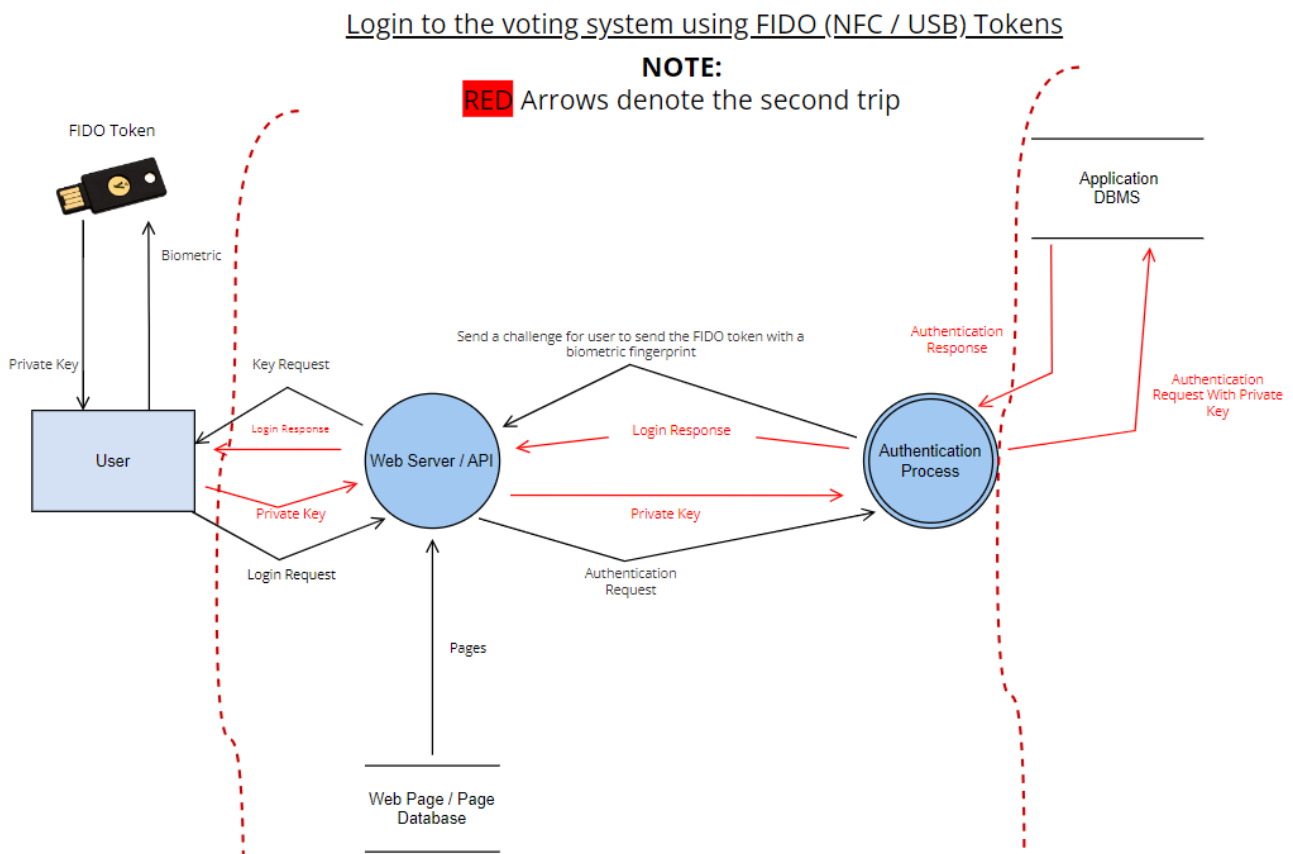 Login to the voting system using FIDO (NFC / USB) Tokens
NOTE:
RED Arrows denote the second trip
FIDO Token
Application
DBMS
Biometric
Send a challenge for user to send the FIDO token with a
biometric fingerprint
Authentication
Response
Private Key
Key Request
Authentication
Request With Private
Key
Login Response
Login Response
User
Web Server / API
Authentication
Process
Private Key
Private Key
Login Request
Authentication
Request
Pages
Web Page / Page
Database